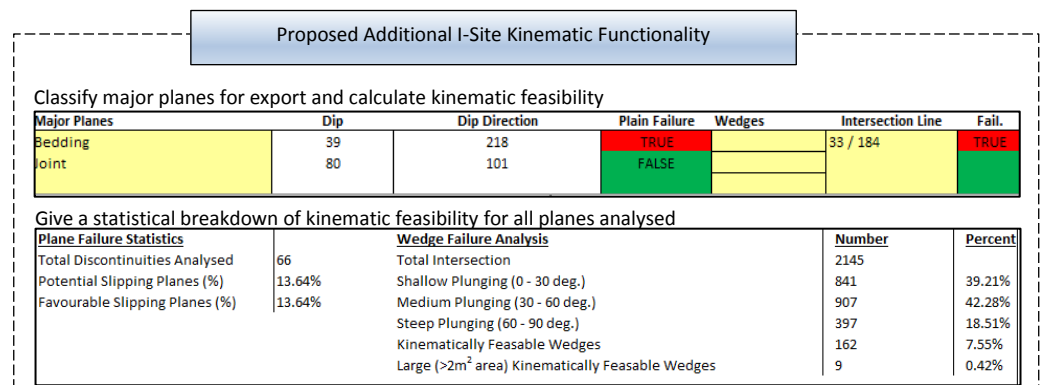 Proposed Additional I-Site Kinematic Functionality
Classify major planes for export and calculate kinematic feasibility
Major Planes Dip Dip Direction Plain Failure Wedges Intersection Line Fail.
Bedding 39 218 TRUE 33 / 184 TRUE
Joint 80 101 FALSE
Give a statistical breakdown of kinematic feasibility for all planes analysed
Plane Failure Statistics Wedge Failure Analysis Number Percent
Total Discontinuities Analysed 66 Total Intersection 2145
Potential Slipping Planes (%) 13.64% Shallow Plunging (0 - 30 deg.) 841 39.21%
Favourable Slipping Planes (%) 13.64% Medium Plunging (30 - 60 deg.) 907 42.28%
Steep Plunging (60 - 90 deg.) 397 18.51%
Kinematically Feasable Wedges 162 7.55%
Large (>2m² area) Kinematically Feasable Wedges 9 0.42%